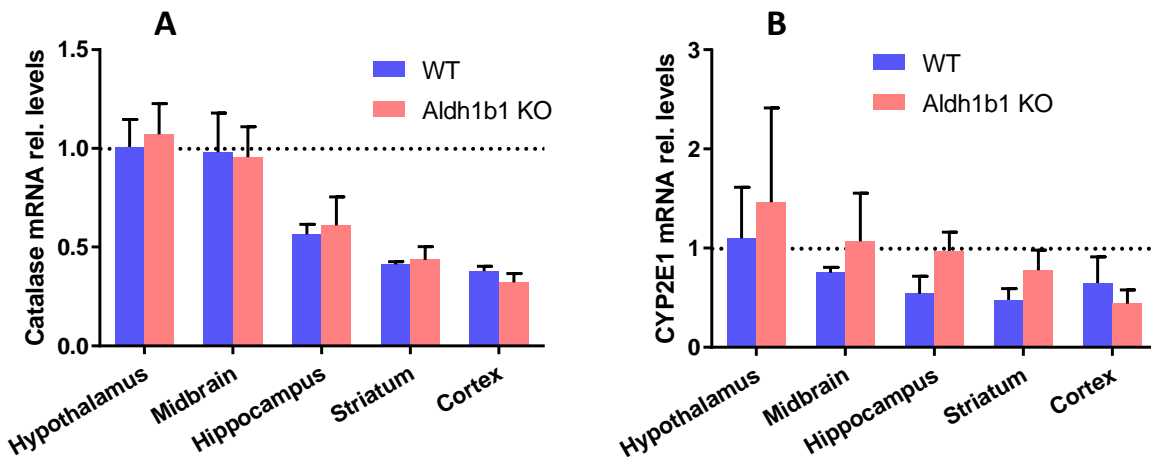 A
Catalase mRNA rel. levels
1.5
1.0
0.5
0.0
WT
Aldh1b1 KO
Hypothalamus
Midbrain
Hippocampus
Striatum
Cortex
B
CYP2E1 mRNA rel. levels
3
2
1
0
WT
Aldh1b1 KO
Hypothalamus
Midbrain
Hippocampus
Striatum
Cortex